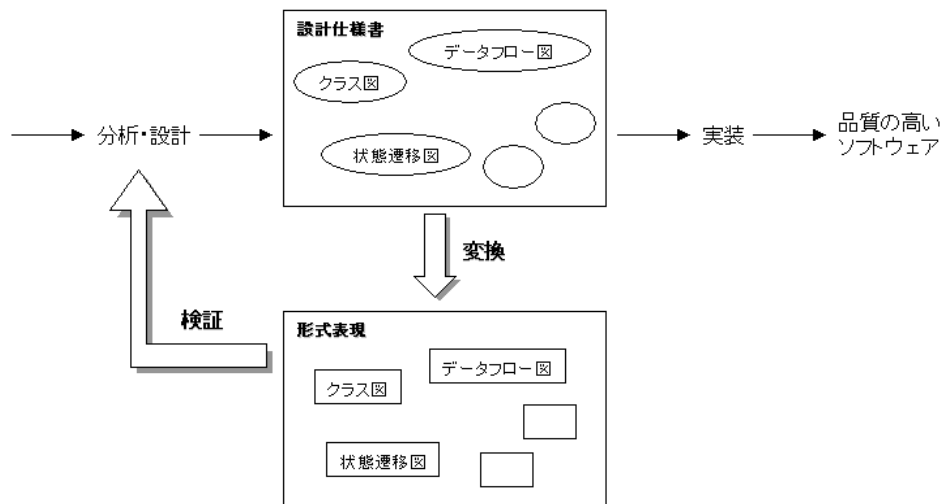 設計仕様書
データフロー図
クラス図
状態遷移図
分析・設計
実装
品質の高い
ソフトウェア
変換
検証
形式表現
データフロー図
クラス図
状態遷移図